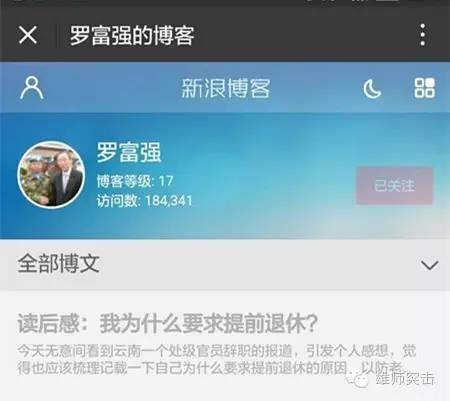 罗富强的博客
新浪博客
罗富强
博客等级: 17
访问数: 184,341
已关注
全部博文
读后感：我为什么要求提前退休？
今天无意间看到云南一个处级官员辞职的报道，引发个人感想，觉
得也应该梳理记载一下自己为什么要求提前退休的原因，以防老
雄师突击